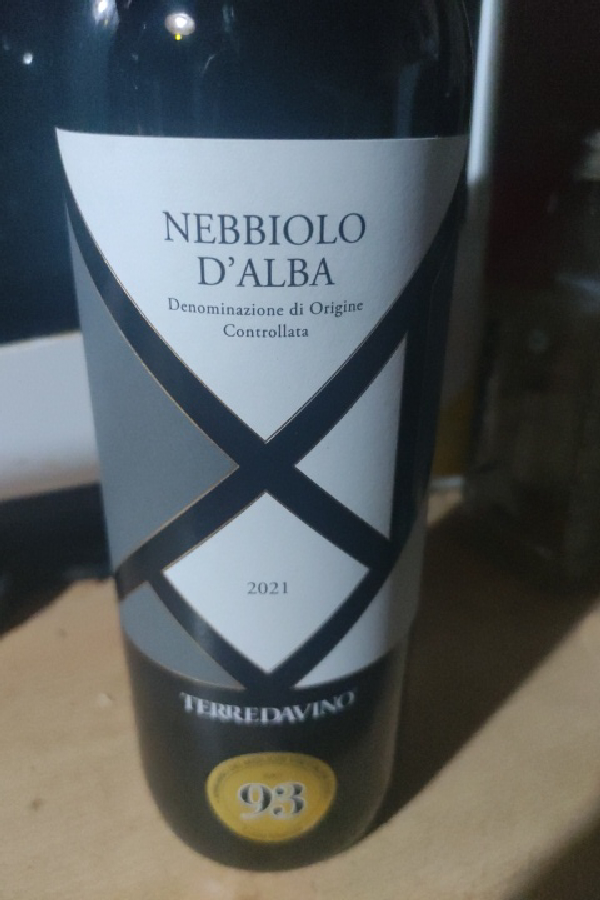 NEBBIOLO
D'ALBA
Denominazione di Origine
Controllata
2021
TERREDAVINO
93